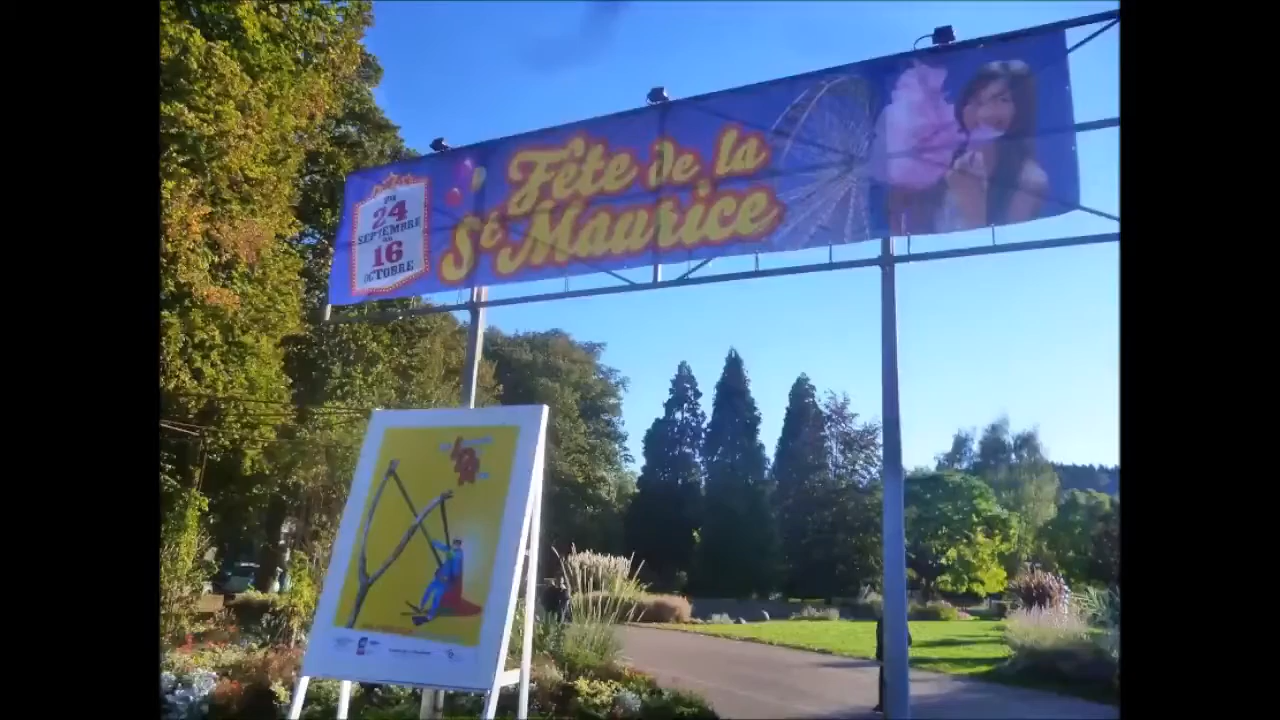 DU
24
SEPTEMBRE
AU
16
OCTOBRE
Fête de la
St Maurice